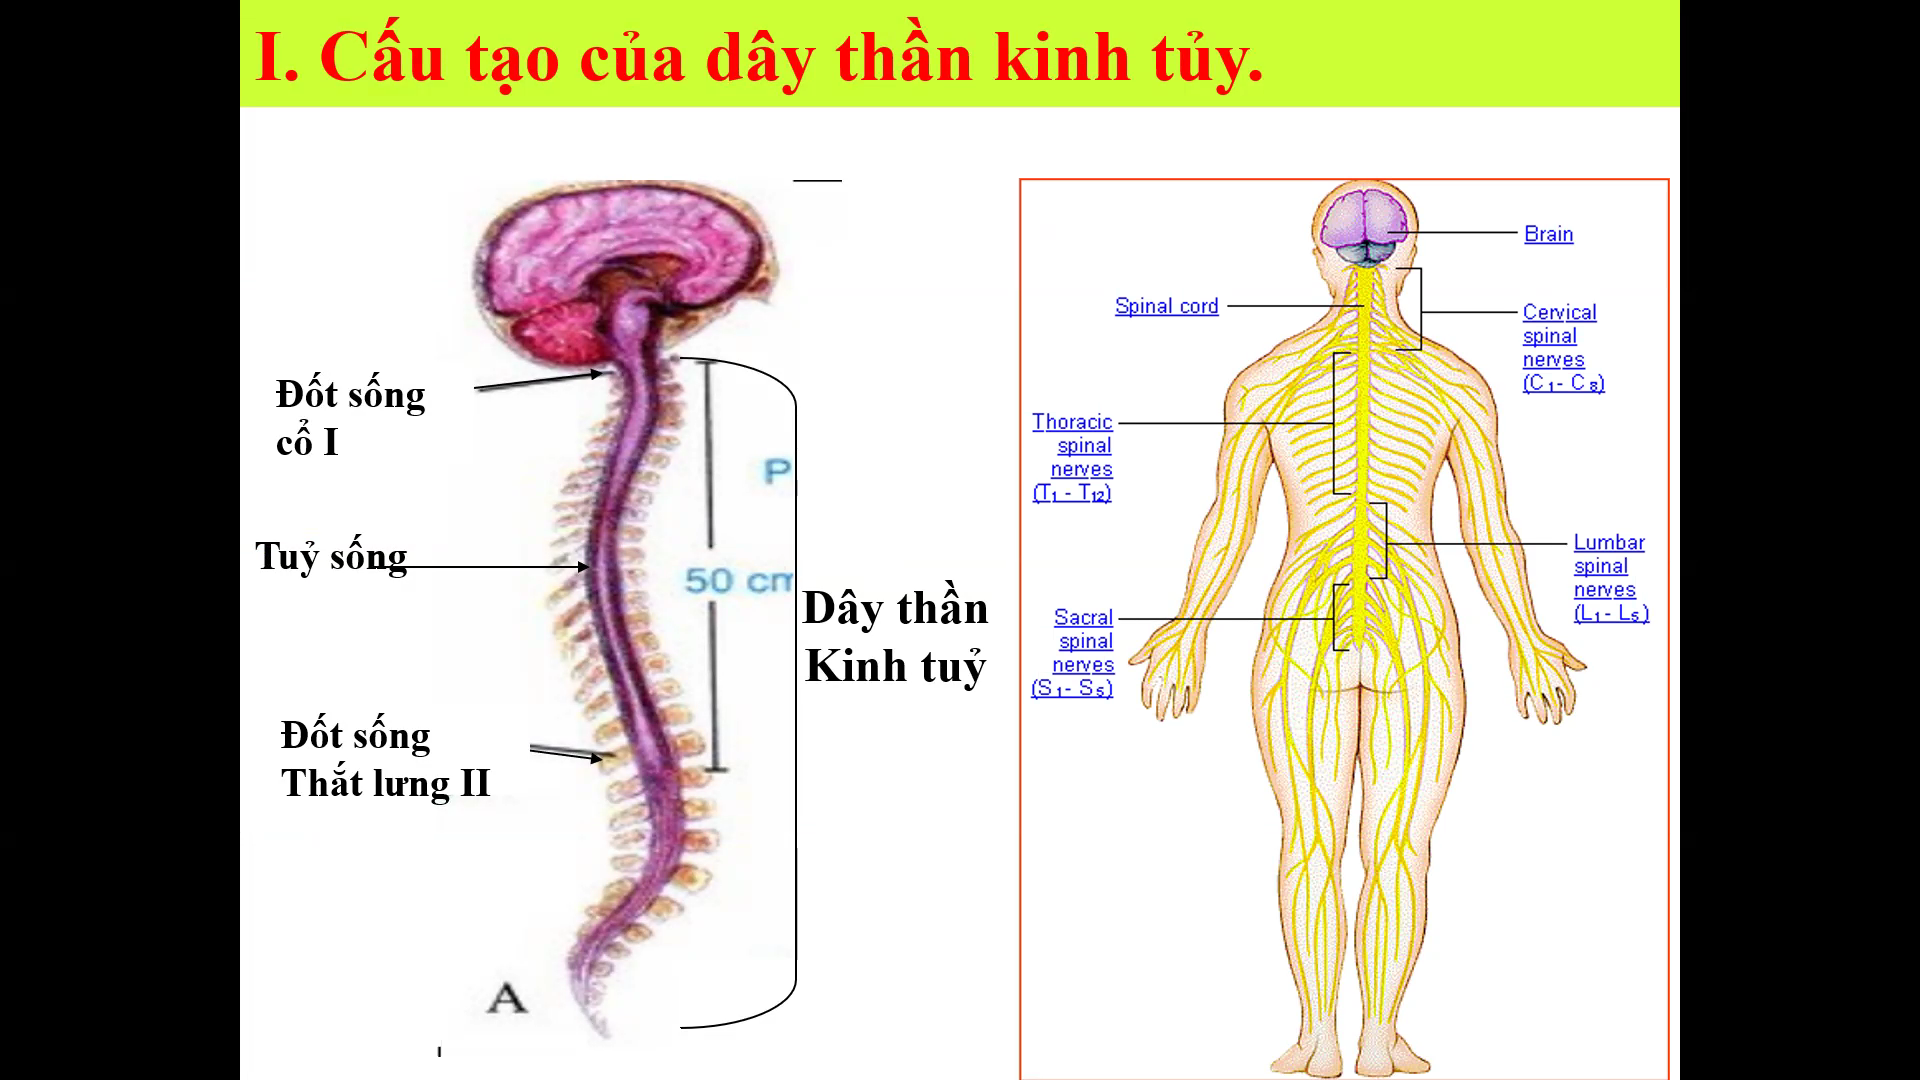 I. Cấu tạo của dây thần kinh tủy.
Đốt sống
cổ I
Tuỷ sống
Đốt sống
Thắt lưng II
P
50 cm
Dây thần
Kinh tuỷ
A
Brain
Spinal cord
Cervical
spinal
nerves
(C₁- C₈)
Thoracic
spinal
nerves
(T₁ - T₁₂)
Lumbar
spinal
nerves
(L₁- L₅)
Sacral
spinal
nerves
(S₁- S₅)